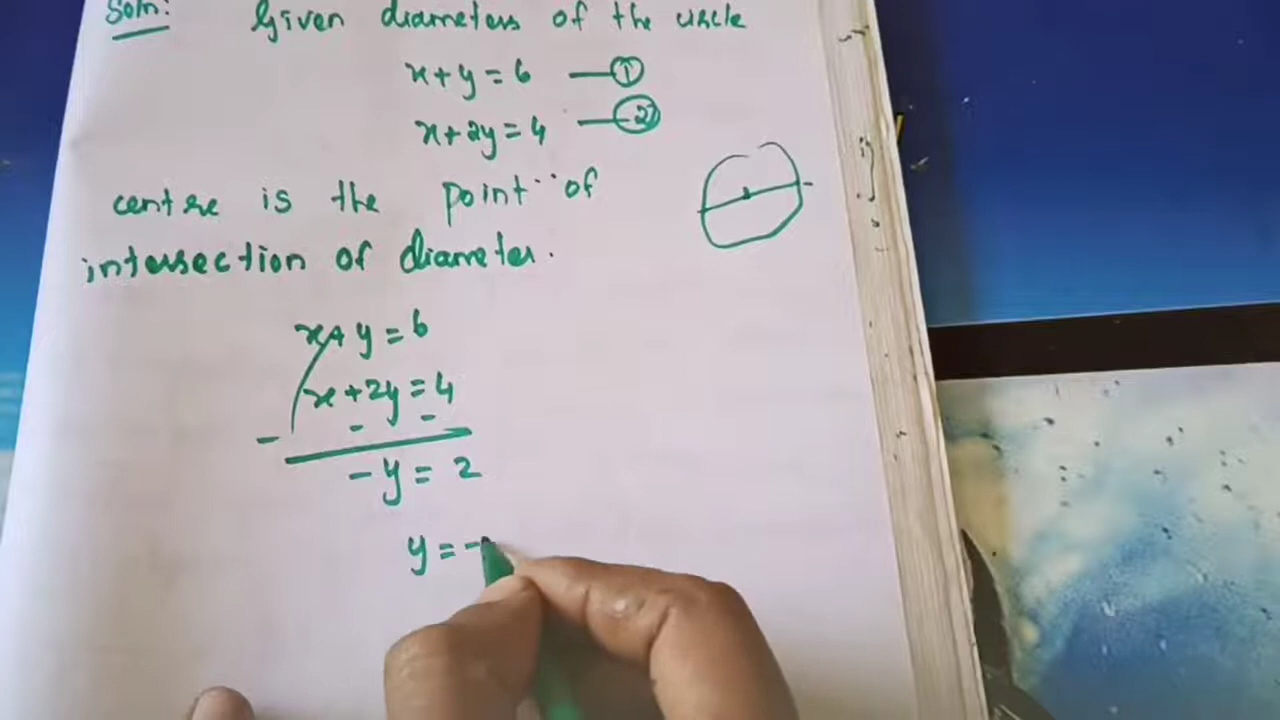 Soln:    Given diameters of the circle
x + y = 6 —①
x + 2y = 4 —②
centre is the point of
intersection of diameter.
x + y = 6
x + 2y = 4
-   -   -
-y = 2
y = -